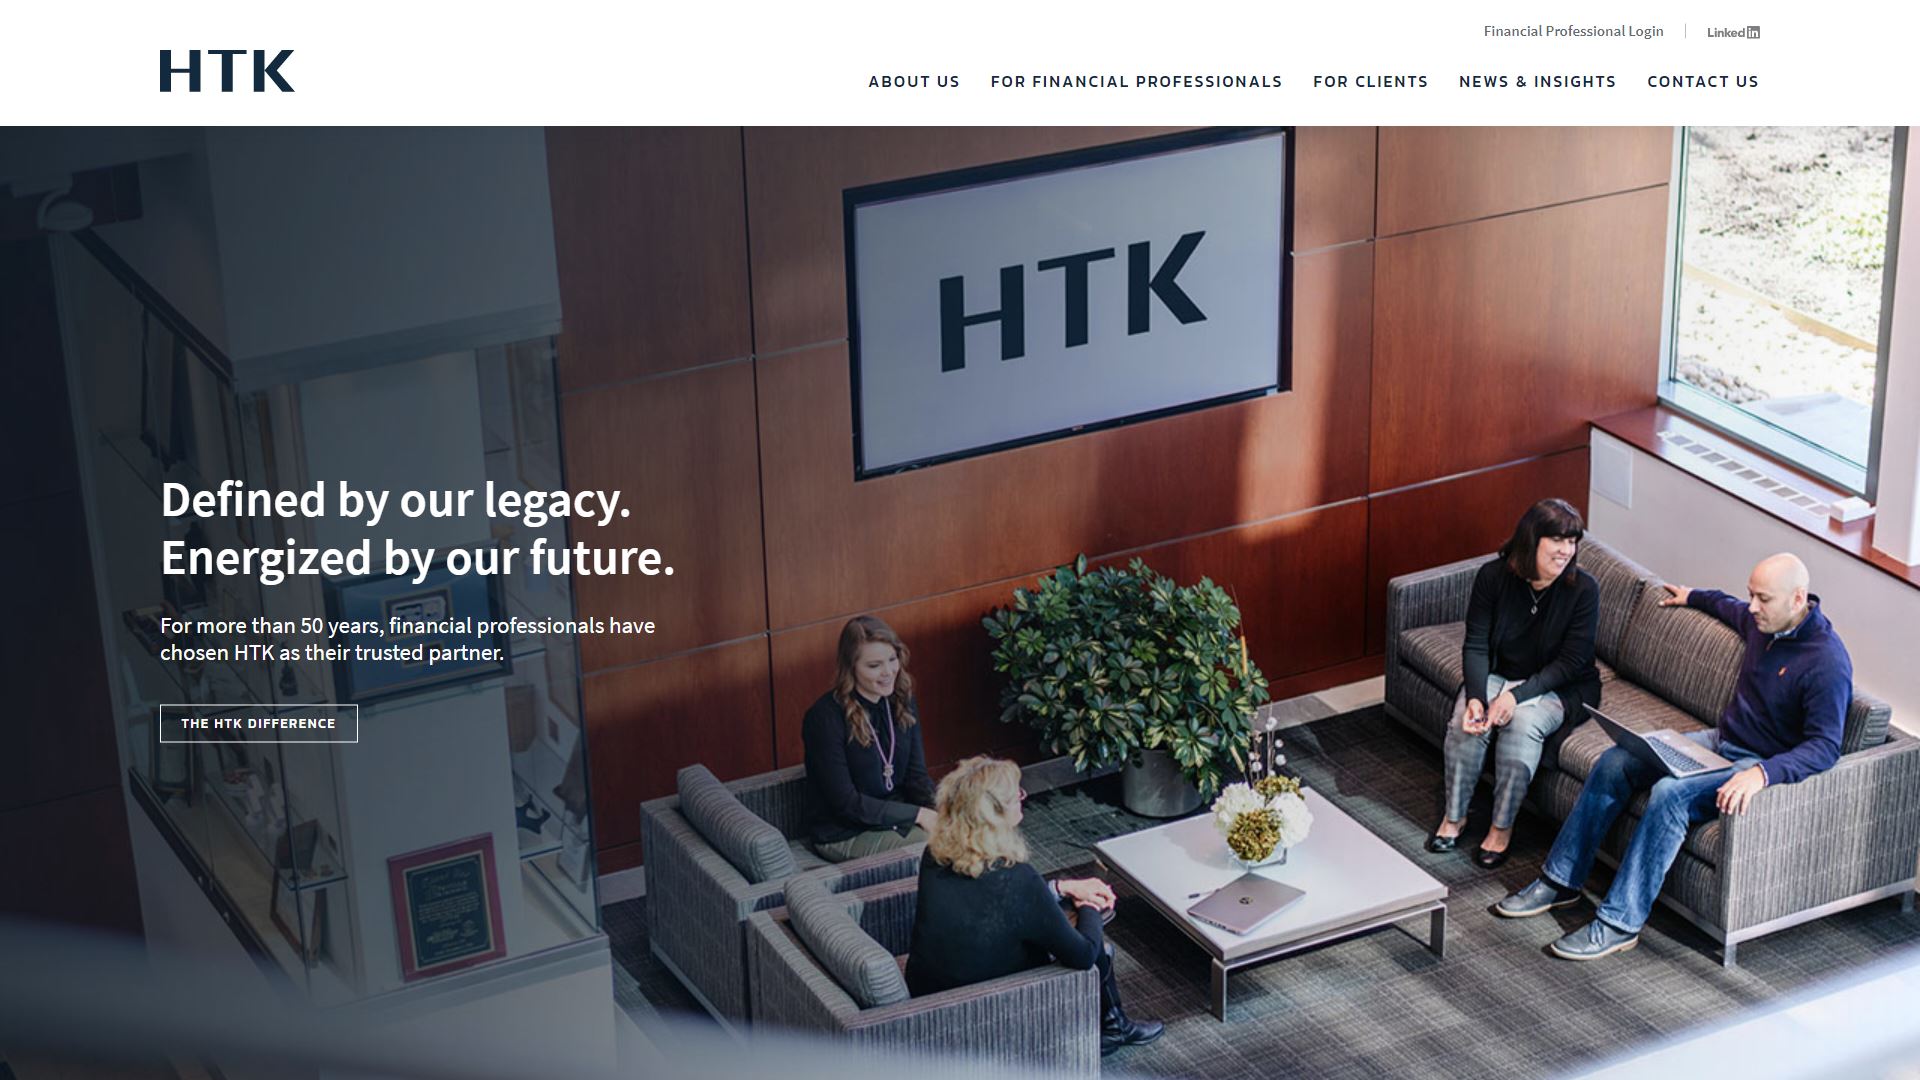 Financial Professional Login
LinkedIn
HTK
ABOUT US
FOR FINANCIAL PROFESSIONALS
FOR CLIENTS
NEWS & INSIGHTS
CONTACT US
HTK
Defined by our legacy.
Energized by our future.
For more than 50 years, financial professionals have
chosen HTK as their trusted partner.
THE HTK DIFFERENCE